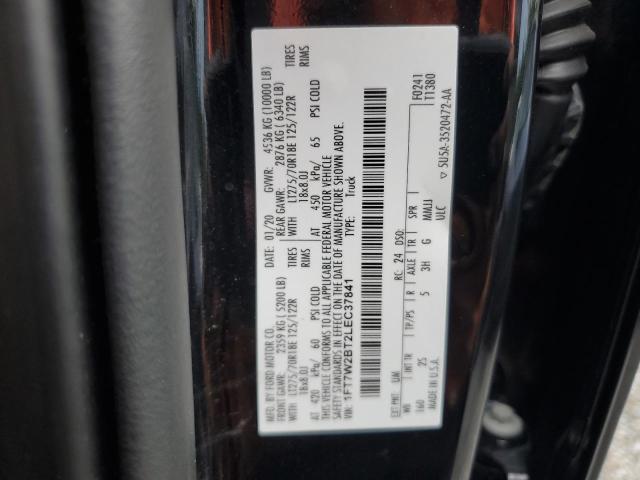 MFD. BY FORD MOTOR CO.
DATE: 01/20 GVWR: 4536 KG (10000 LB)
FRONT GAWR: 2359 KG (5200 LB) REAR GAWR: 2876 KG (6340 LB)
WITH LT275/70R18E 125/122R TIRES WITH LT275/70R18E 125/122R TIRES
18x8.0J RIMS 18x8.0J RIMS
AT 420 kPa/ 60 PSI COLD AT 450 kPa/ 65 PSI COLD
THIS VEHICLE CONFORMS TO ALL APPLICABLE FEDERAL MOTOR VEHICLE
SAFETY STANDARDS IN EFFECT ON THE DATE OF MANUFACTURE SHOWN ABOVE.
VIN: 1FT7W2BT2LEC37841 TYPE: Truck
F0241
T1380
EXT PNT: UM RC: 24 DSO:
WB INT TR TP/PS R AXLE TR SPR
160 2S 5 3H G MMJJ
MADE IN U.S.A. ULC
▽ 5U5A-3520472-AA